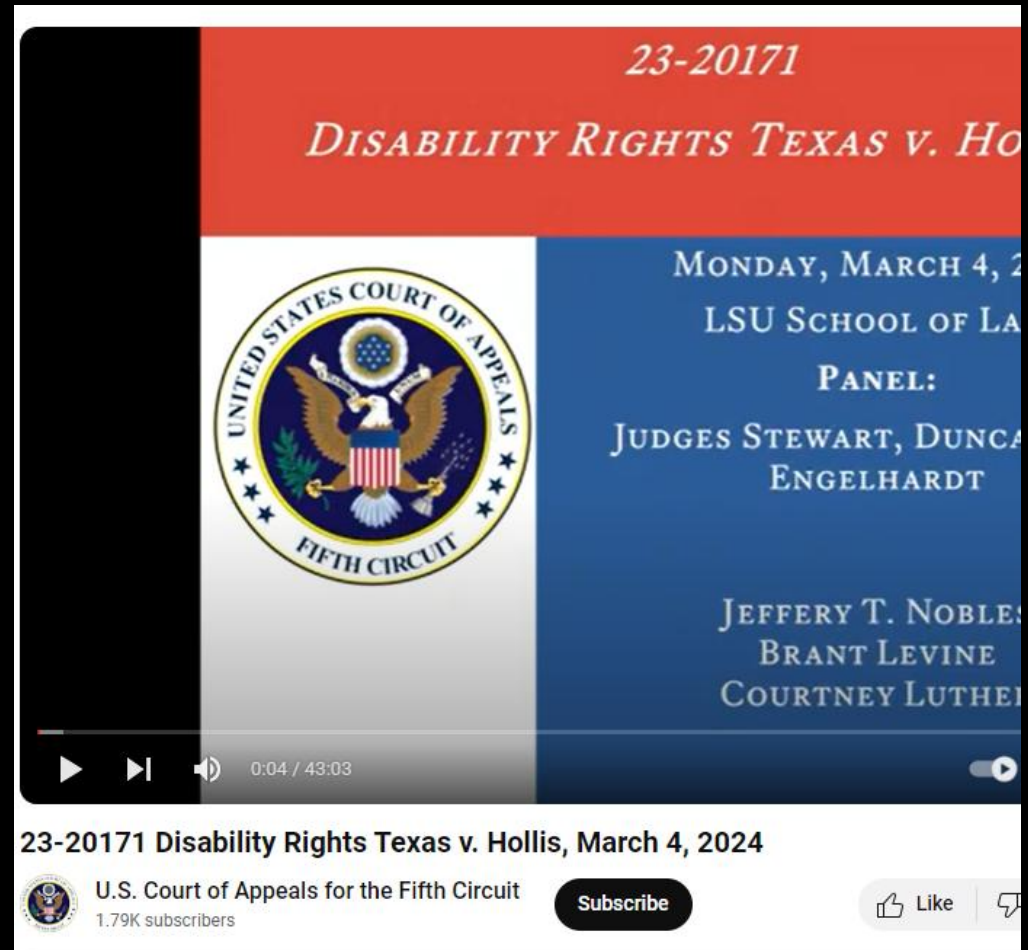 23-20171
DISABILITY RIGHTS TEXAS V. HO
MONDAY, MARCH 4, 2
LSU SCHOOL OF LA
PANEL:
JUDGES STEWART, DUNCA
ENGELHARDT
UNITED STATES COURT OF APPEALS
FIFTH CIRCUIT
JEFFERY T. NOBLES
BRANT LEVINE
COURTNEY LUTHE
0:04 / 43:03
23-20171 Disability Rights Texas v. Hollis, March 4, 2024
U.S. Court of Appeals for the Fifth Circuit
1.79K subscribers
Subscribe
Like